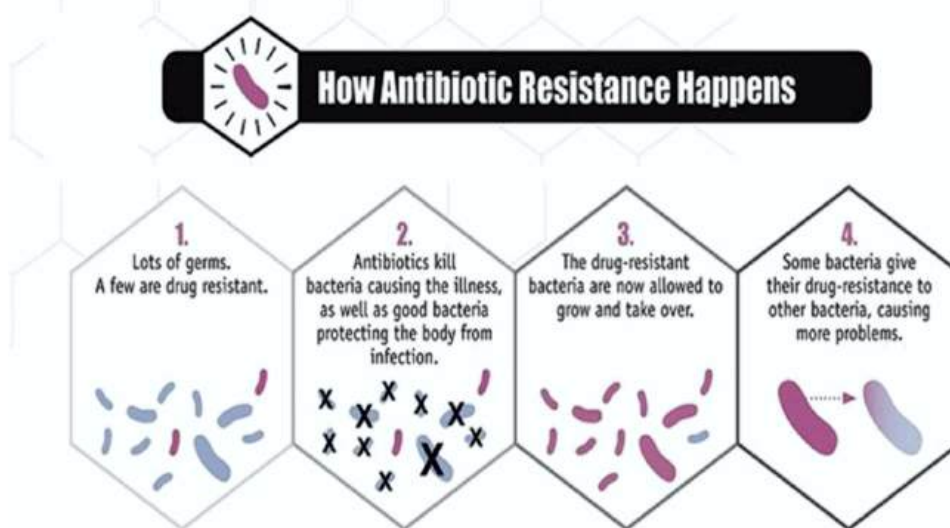 How Antibiotic Resistance Happens
1.
Lots of germs.
A few are drug resistant.
2.
Antibiotics kill
bacteria causing the illness,
as well as good bacteria
protecting the body from
infection.
X X X X X X X X X X
3.
The drug-resistant
bacteria are now allowed to
grow and take over.
4.
Some bacteria give
their drug-resistance to
other bacteria, causing
more problems.